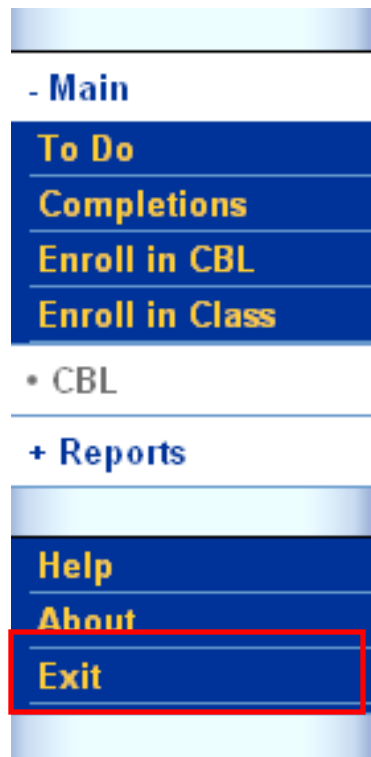 - Main
To Do
Completions
Enroll in CBL
Enroll in Class
• CBL
+ Reports
Help
About
Exit